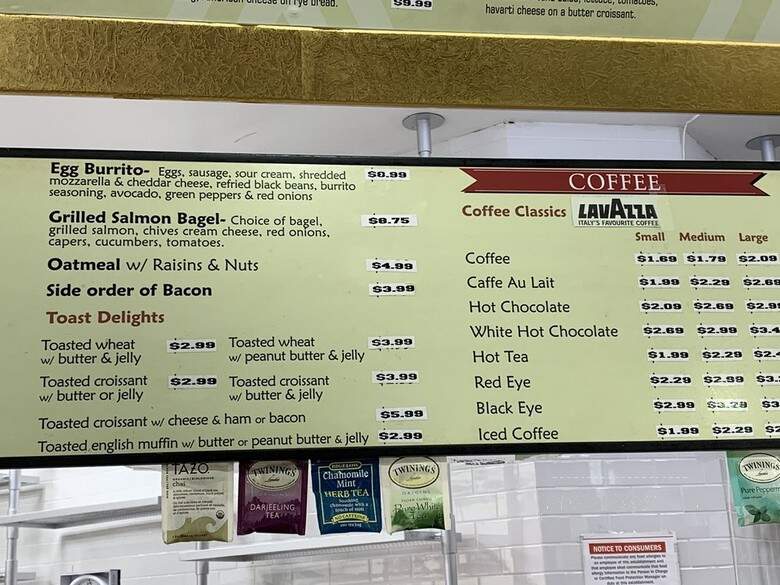 on rye bread.
$9.99
havarti cheese on a butter croissant.
Egg Burrito- Eggs, sausage, sour cream, shredded $8.99
mozzarella & cheddar cheese, refried black beans, burrito
seasoning, avocado, green peppers & red onions
Grilled Salmon Bagel- Choice of bagel, $8.75
grilled salmon, chives cream cheese, red onions,
capers, cucumbers, tomatoes.
Oatmeal w/ Raisins & Nuts $4.99
Side order of Bacon $3.99
Toast Delights
Toasted wheat $2.99 Toasted wheat $3.99
w/ butter & jelly w/ peanut butter & jelly
Toasted croissant $2.99 Toasted croissant $3.99
w/ butter or jelly w/ butter & jelly
Toasted croissant w/ cheese & ham or bacon $5.99
Toasted english muffin w/ butter or peanut butter & jelly $2.99
COFFEE
Coffee Classics LAVAZZA
ITALY'S FAVOURITE COFFEE
Small Medium Large
Coffee $1.69 $1.79 $2.09
Caffe Au Lait $1.99 $2.29
Hot Chocolate $2.09 $2.69
White Hot Chocolate $2.69 $2.99
Hot Tea $1.99 $2.29
Red Eye $2.29 $2.99
Black Eye $2.99
Iced Coffee $1.99 $2.29
TAZO
chai
TWININGS
DARJEELING
TEA
Chamomile
Mint
HERB TEA
TWININGS
TWININGS
Pure Peppermint
NOTICE TO CONSUMERS